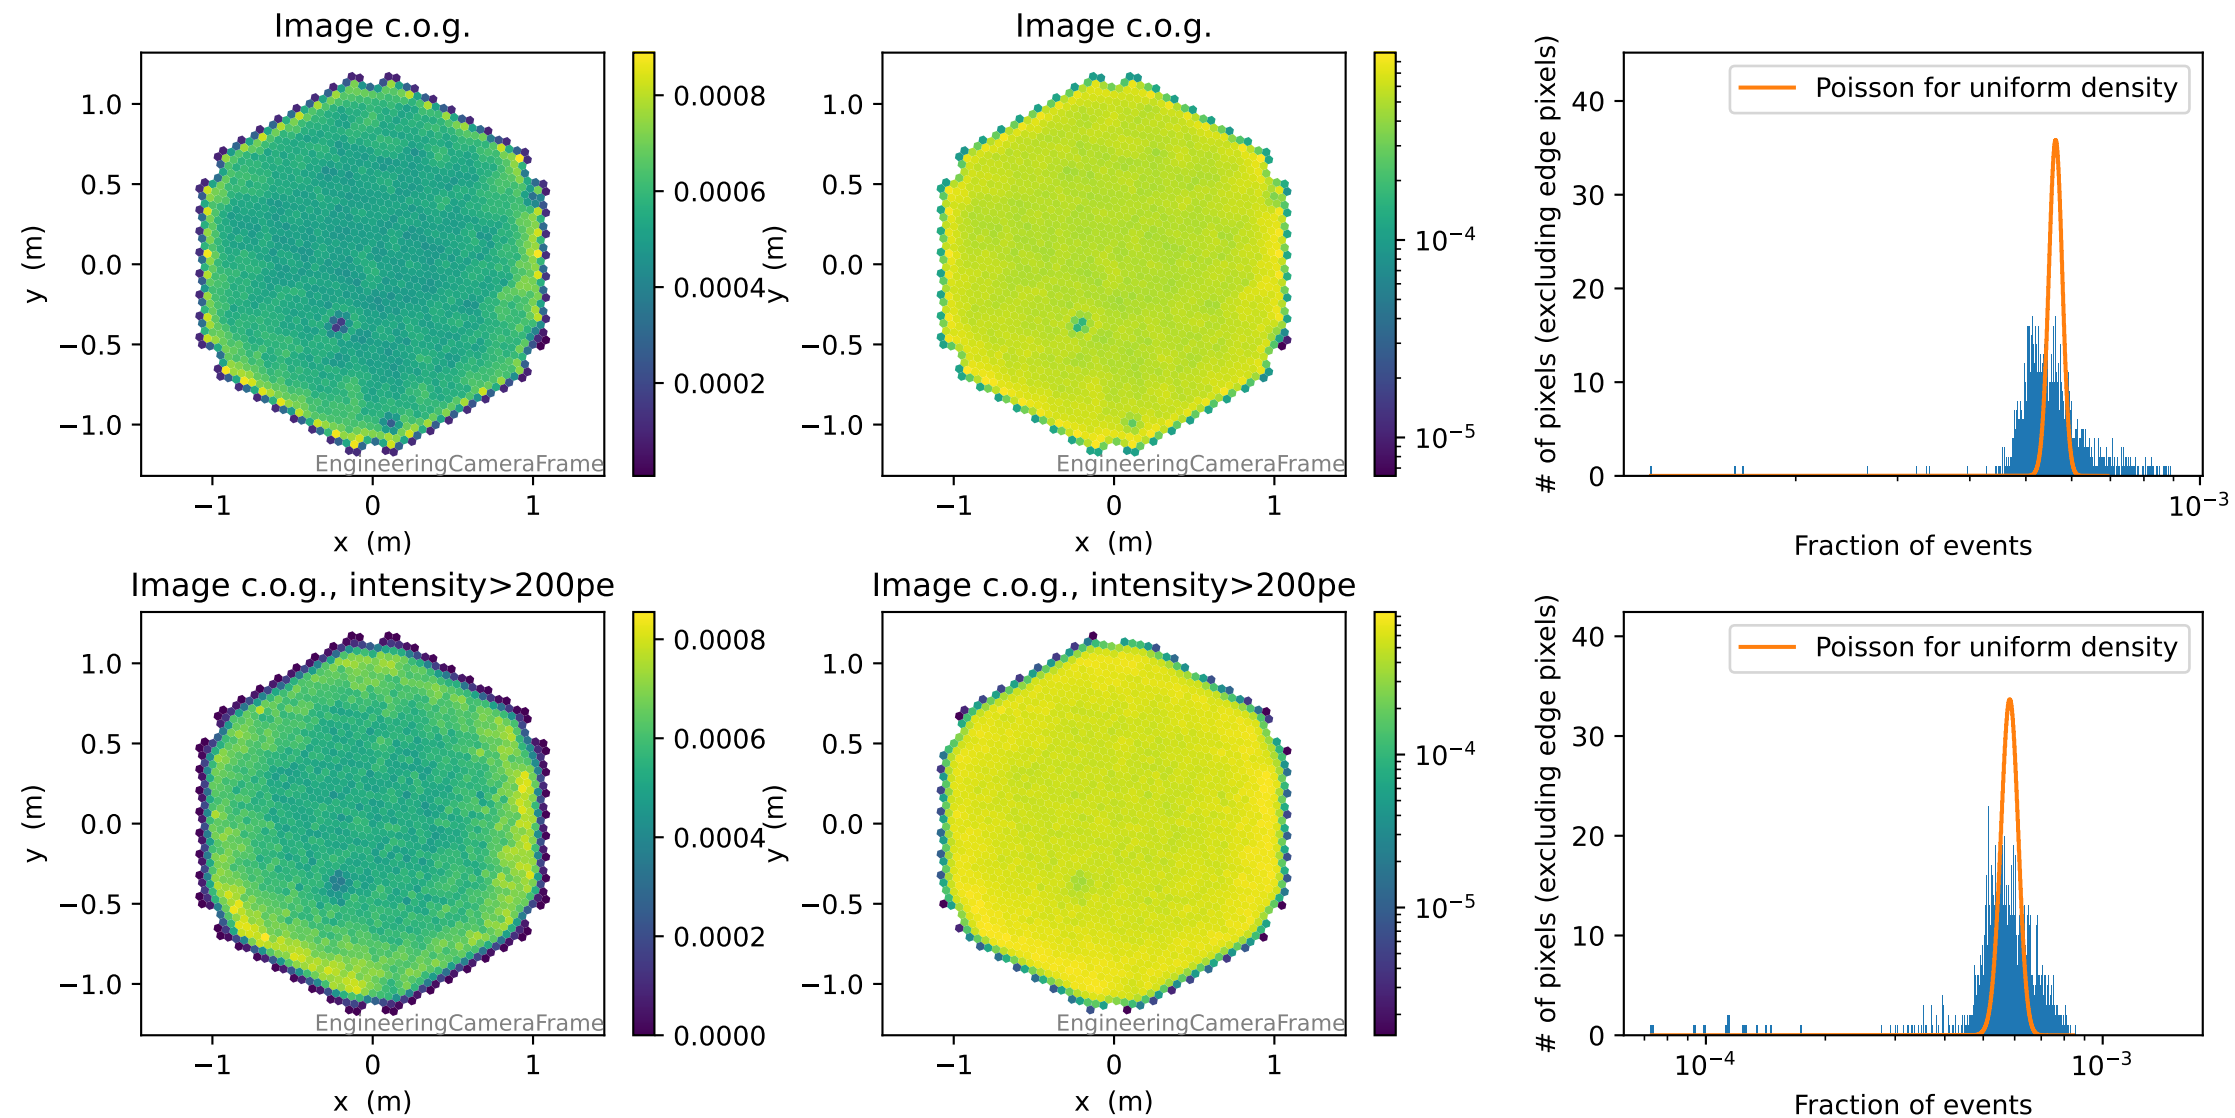 Image c.o.g.
1.0
0.5
0.0
−0.5
−1.0
y (m)
−1
0
1
x (m)
EngineeringCameraFrame
0.0008
0.0006
0.0004
0.0002
Image c.o.g.
1.0
0.5
0.0
−0.5
−1.0
y (m)
−1
0
1
x (m)
EngineeringCameraFrame
10⁻⁴
10⁻⁵
# of pixels (excluding edge pixels)
40
30
20
10
0
Poisson for uniform density
10⁻³
Fraction of events
Image c.o.g., intensity>200pe
1.0
0.5
0.0
−0.5
−1.0
y (m)
−1
0
1
x (m)
EngineeringCameraFrame
0.0008
0.0006
0.0004
0.0002
0.0000
Image c.o.g., intensity>200pe
1.0
0.5
0.0
−0.5
−1.0
y (m)
−1
0
1
x (m)
EngineeringCameraFrame
10⁻⁴
10⁻⁵
# of pixels (excluding edge pixels)
40
30
20
10
0
Poisson for uniform density
10⁻⁴
10⁻³
Fraction of events